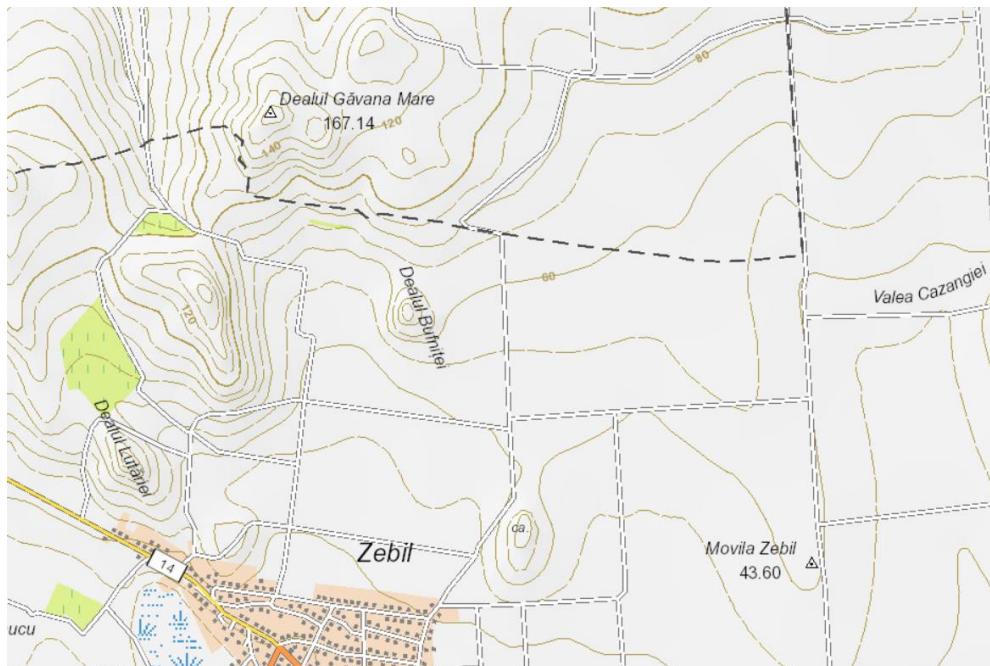 80
Dealul Găvana Mare
167.14
120
140
60
Valea Cazangiei
Dealul Bufniței
120
Dealul Lutăriei
ca.
Zebil
14
Movila Zebil
43.60
ucu